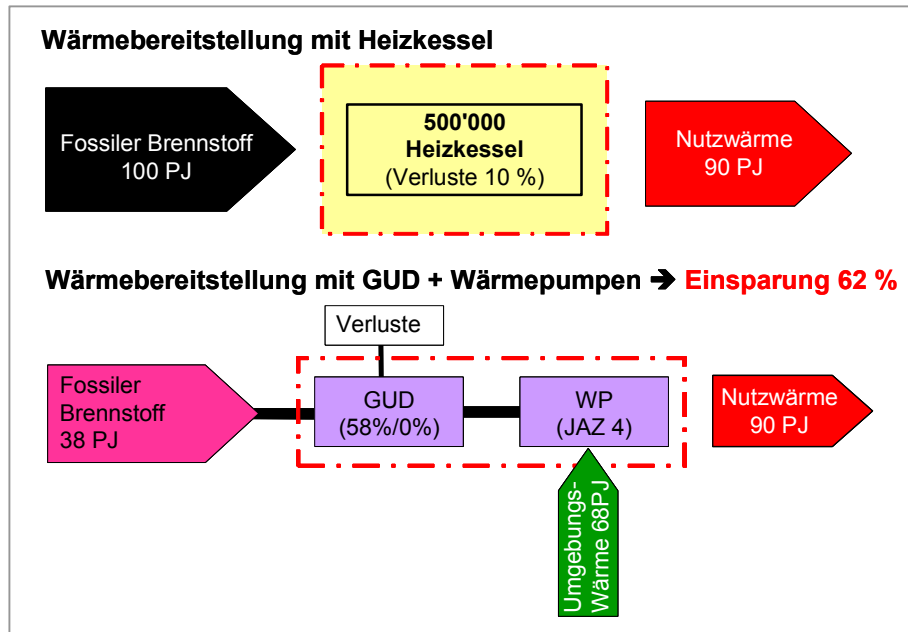 Wärmebereitstellung mit Heizkessel
Fossiler Brennstoff
100 PJ
500'000
Heizkessel
(Verluste 10 %)
Nutzwärme
90 PJ
Wärmebereitstellung mit GUD + Wärmepumpen ➔ Einsparung 62 %
Verluste
Fossiler
Brennstoff
38 PJ
GUD
(58%/0%)
WP
(JAZ 4)
Nutzwärme
90 PJ
Umgebungs-
Wärme 68PJ